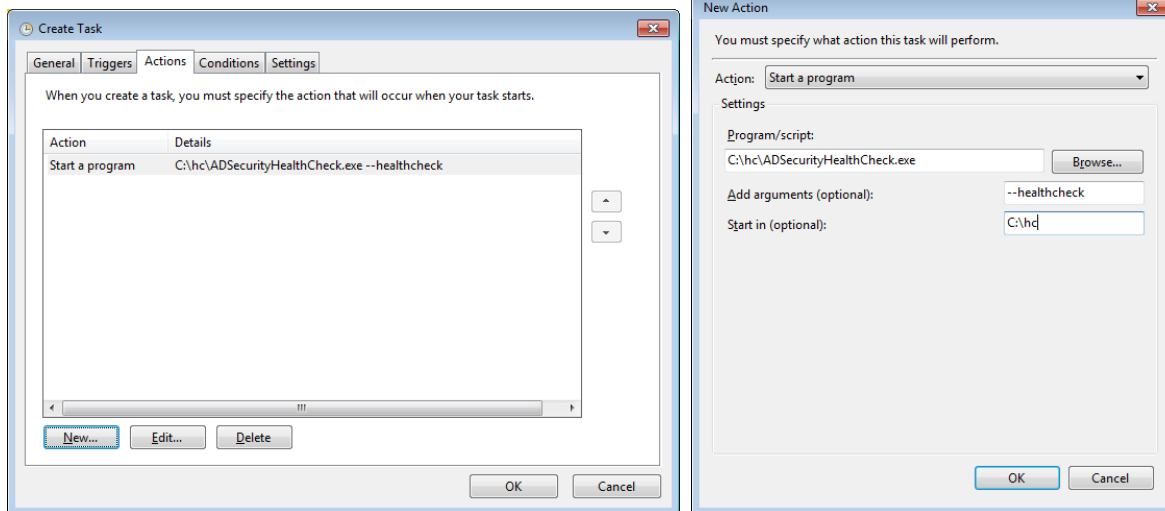 Create Task
General Triggers Actions Conditions Settings
When you create a task, you must specify the action that will occur when your task starts.
Action Details
Start a program C:\hc\ADSecurityHealthCheck.exe --healthcheck
New... Edit... Delete
OK Cancel
New Action
You must specify what action this task will perform.
Action: Start a program
Settings
Program/script:
C:\hc\ADSecurityHealthCheck.exe Browse...
Add arguments (optional): --healthcheck
Start in (optional): C:\hc
OK Cancel